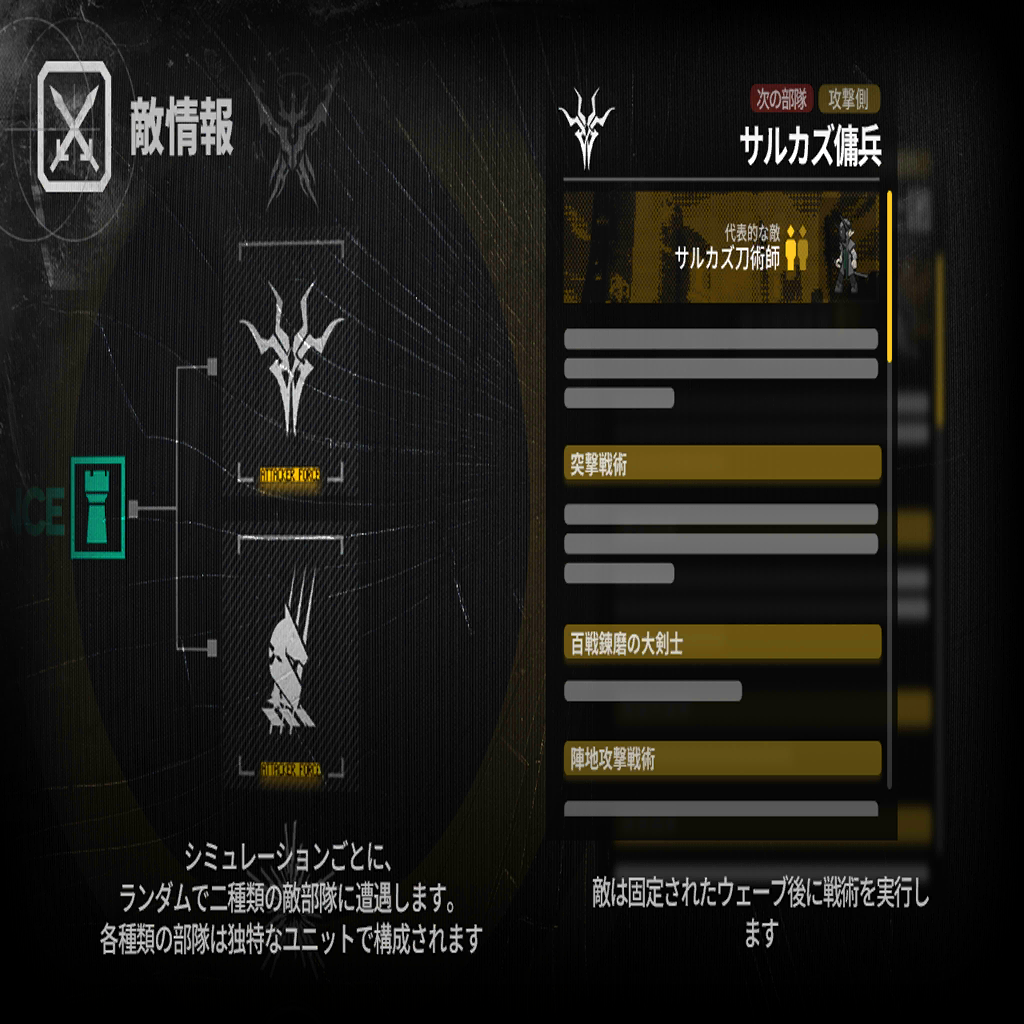 敵情報
次の部隊 攻撃側
サルカズ傭兵
代表的な敵
サルカズ刀術師
突撃戦術
百戦錬磨の大剣士
陣地攻撃戦術
ATTACKER FORCE
ATTACKER FORCE
シミュレーションごとに、
ランダムで二種類の敵部隊に遭遇します。
各種類の部隊は独特なユニットで構成されます
敵は固定されたウェーブ後に戦術を実行し
ます